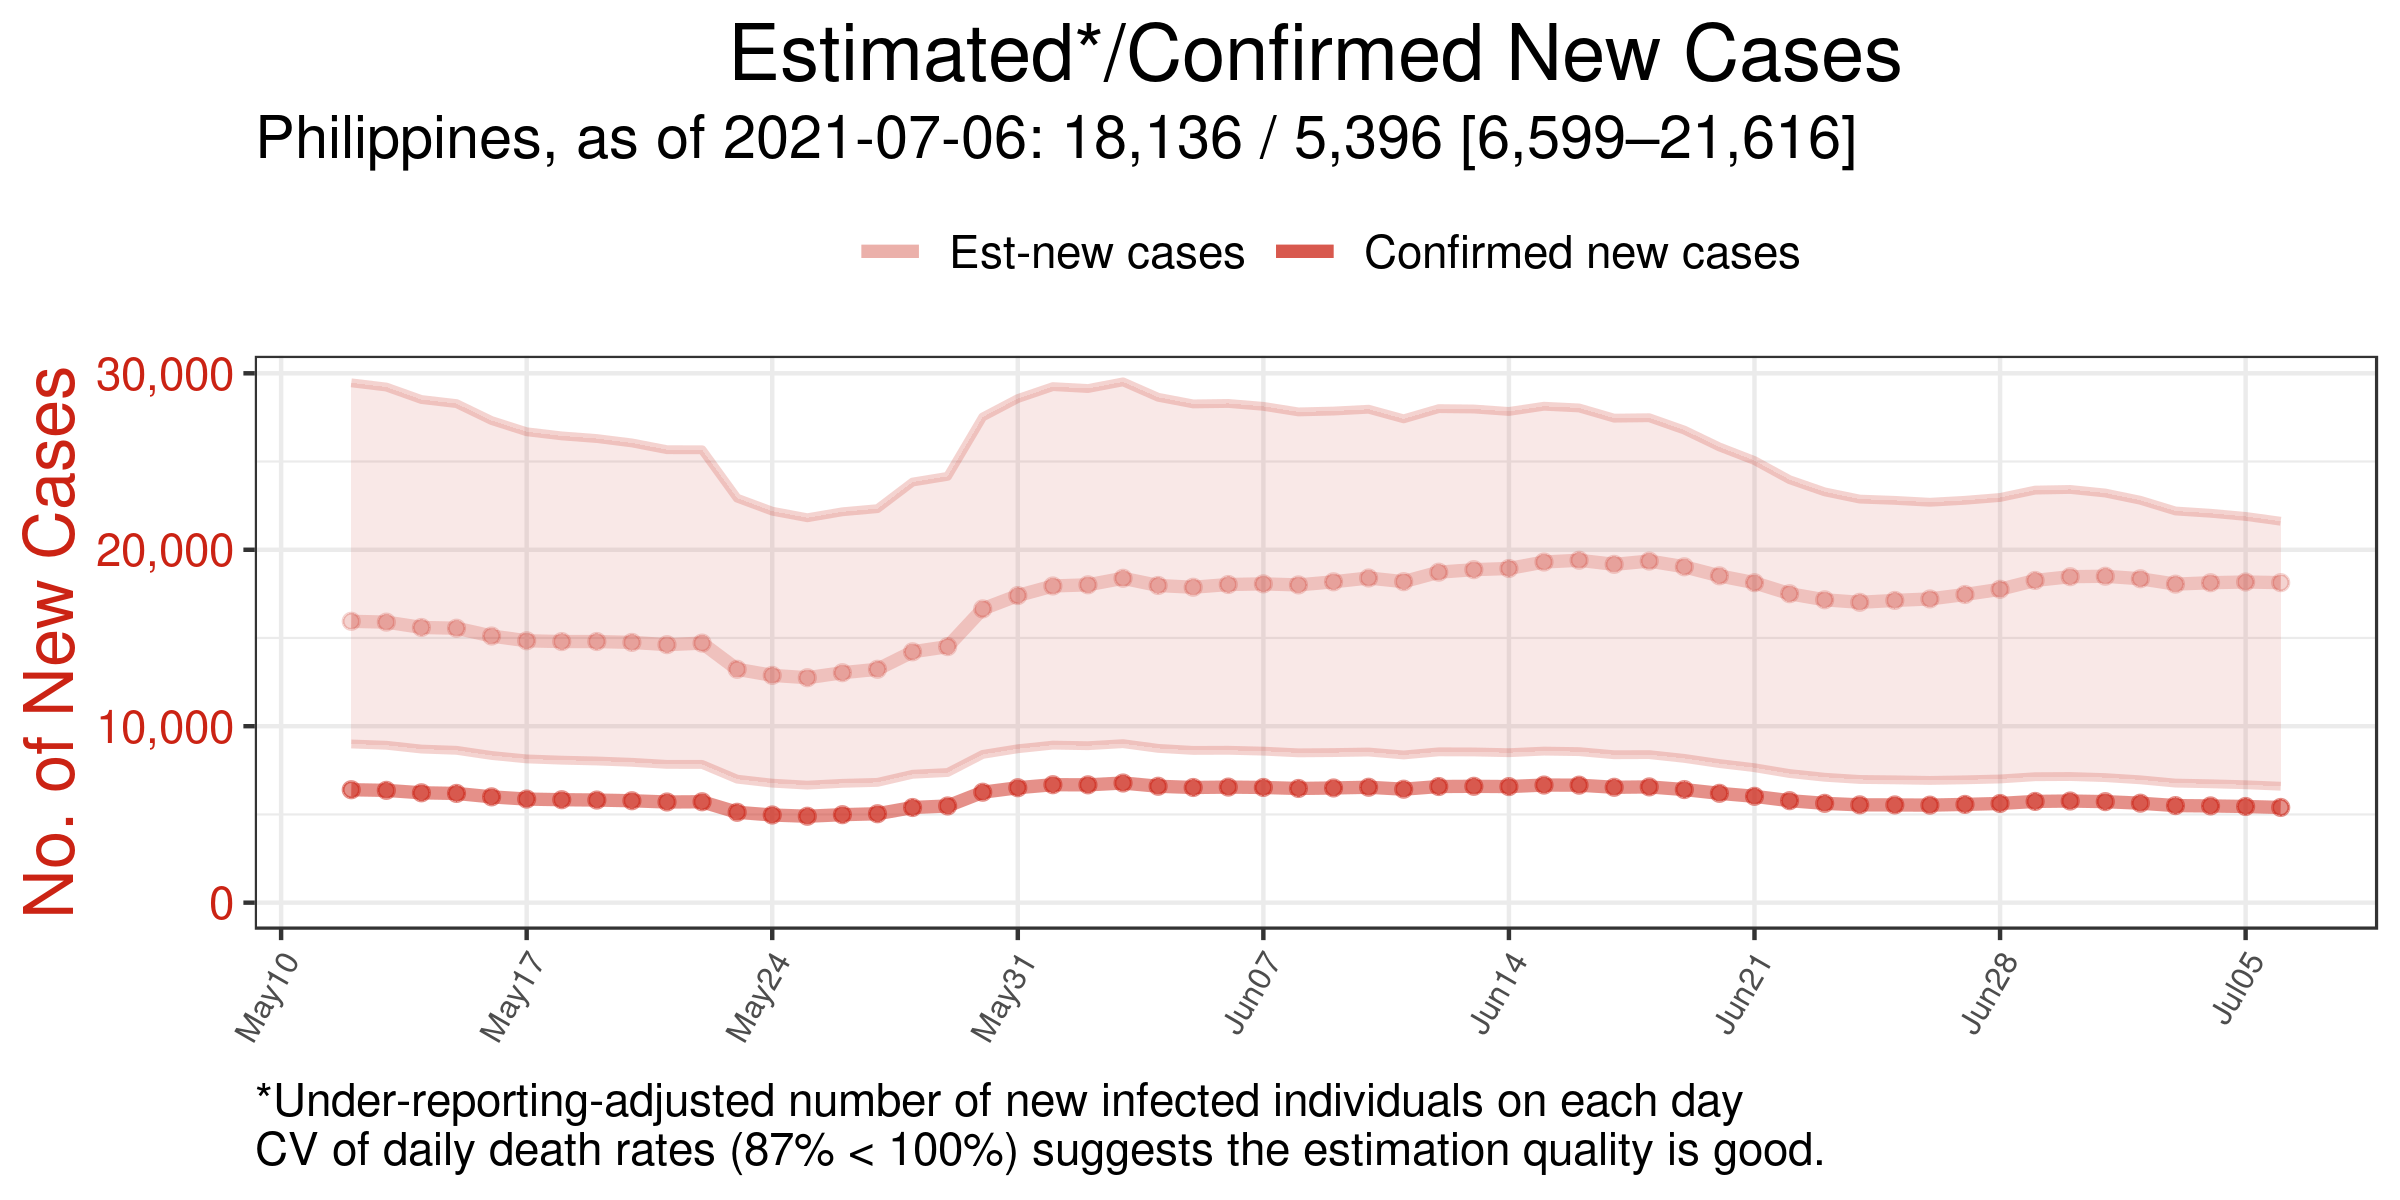 Estimated*/Confirmed New Cases
Philippines, as of 2021-07-06: 18,136 / 5,396 [6,599–21,616]
Est-new cases
Confirmed new cases
No. of New Cases
30,000
20,000
10,000
0
May10
May17
May24
May31
Jun07
Jun14
Jun21
Jun28
Jul05
*Under-reporting-adjusted number of new infected individuals on each day
CV of daily death rates (87% < 100%) suggests the estimation quality is good.